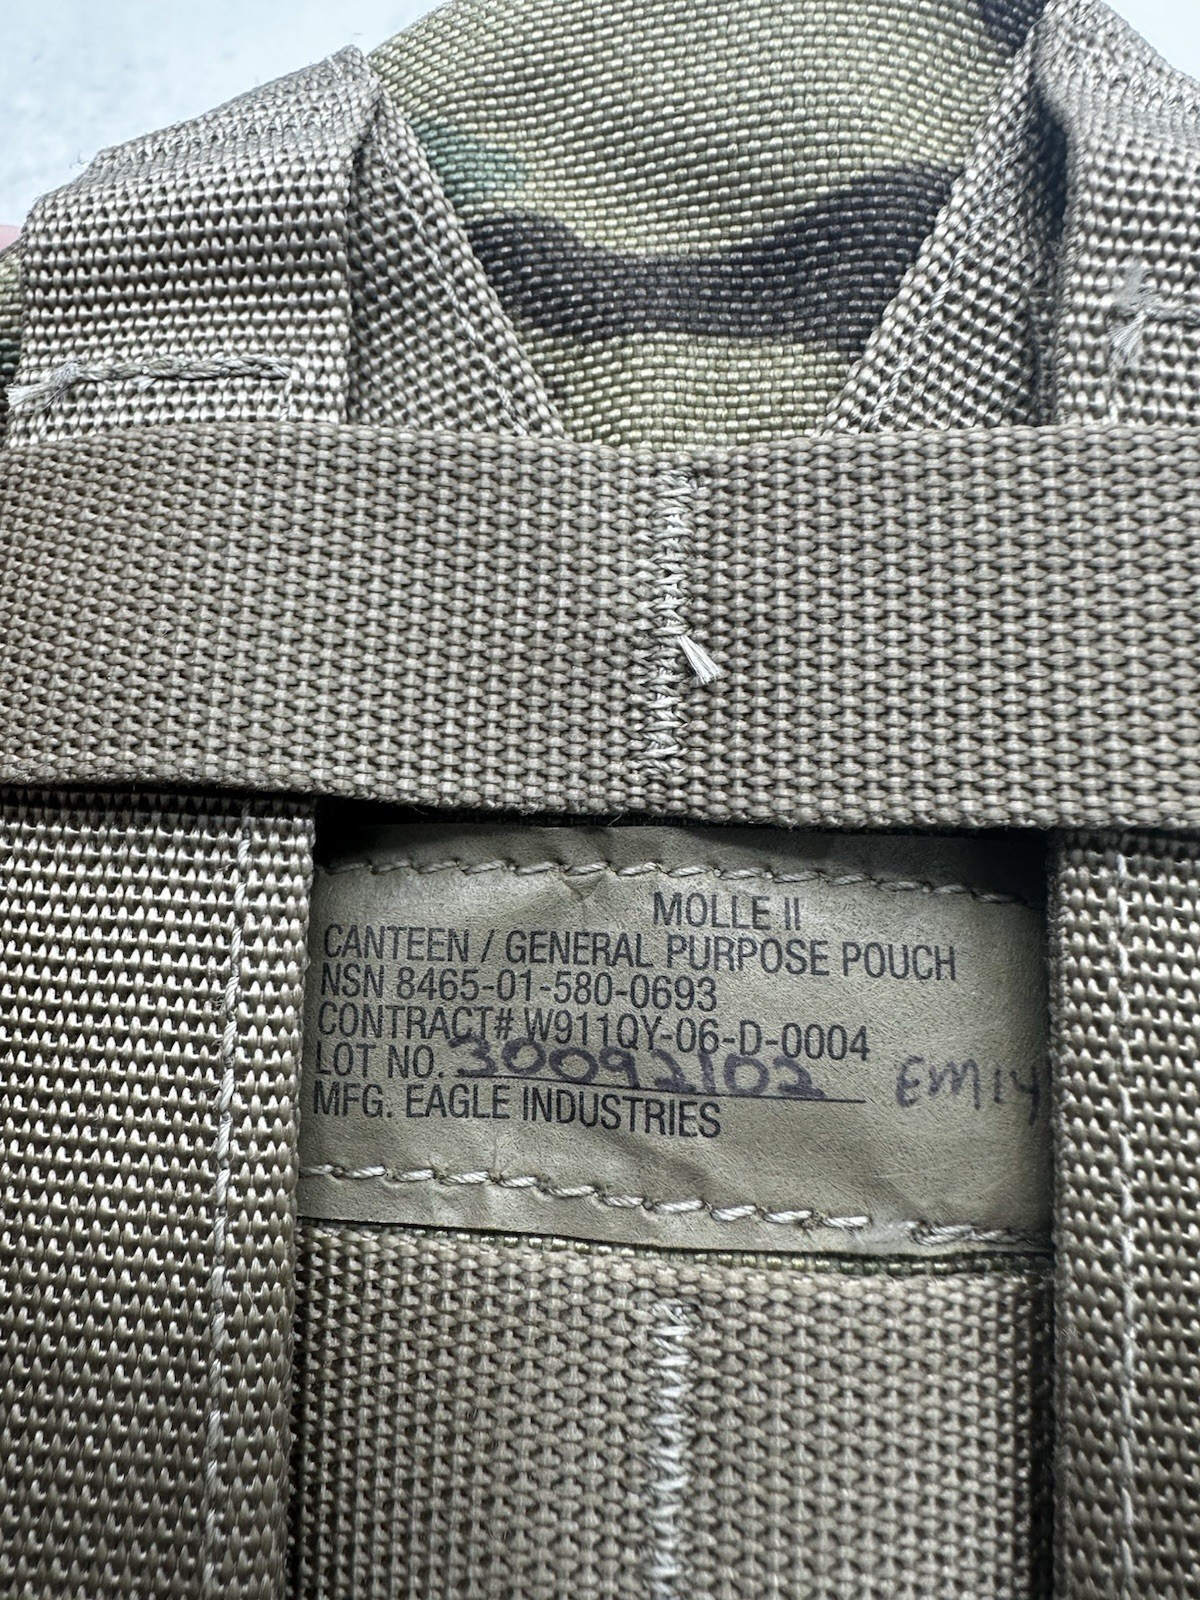 MOLLE II
CANTEEN / GENERAL PURPOSE POUCH
NSN 8465-01-580-0693
CONTRACT# W911QY-06-D-0004
LOT NO. 30092102 EM14
MFG. EAGLE INDUSTRIES